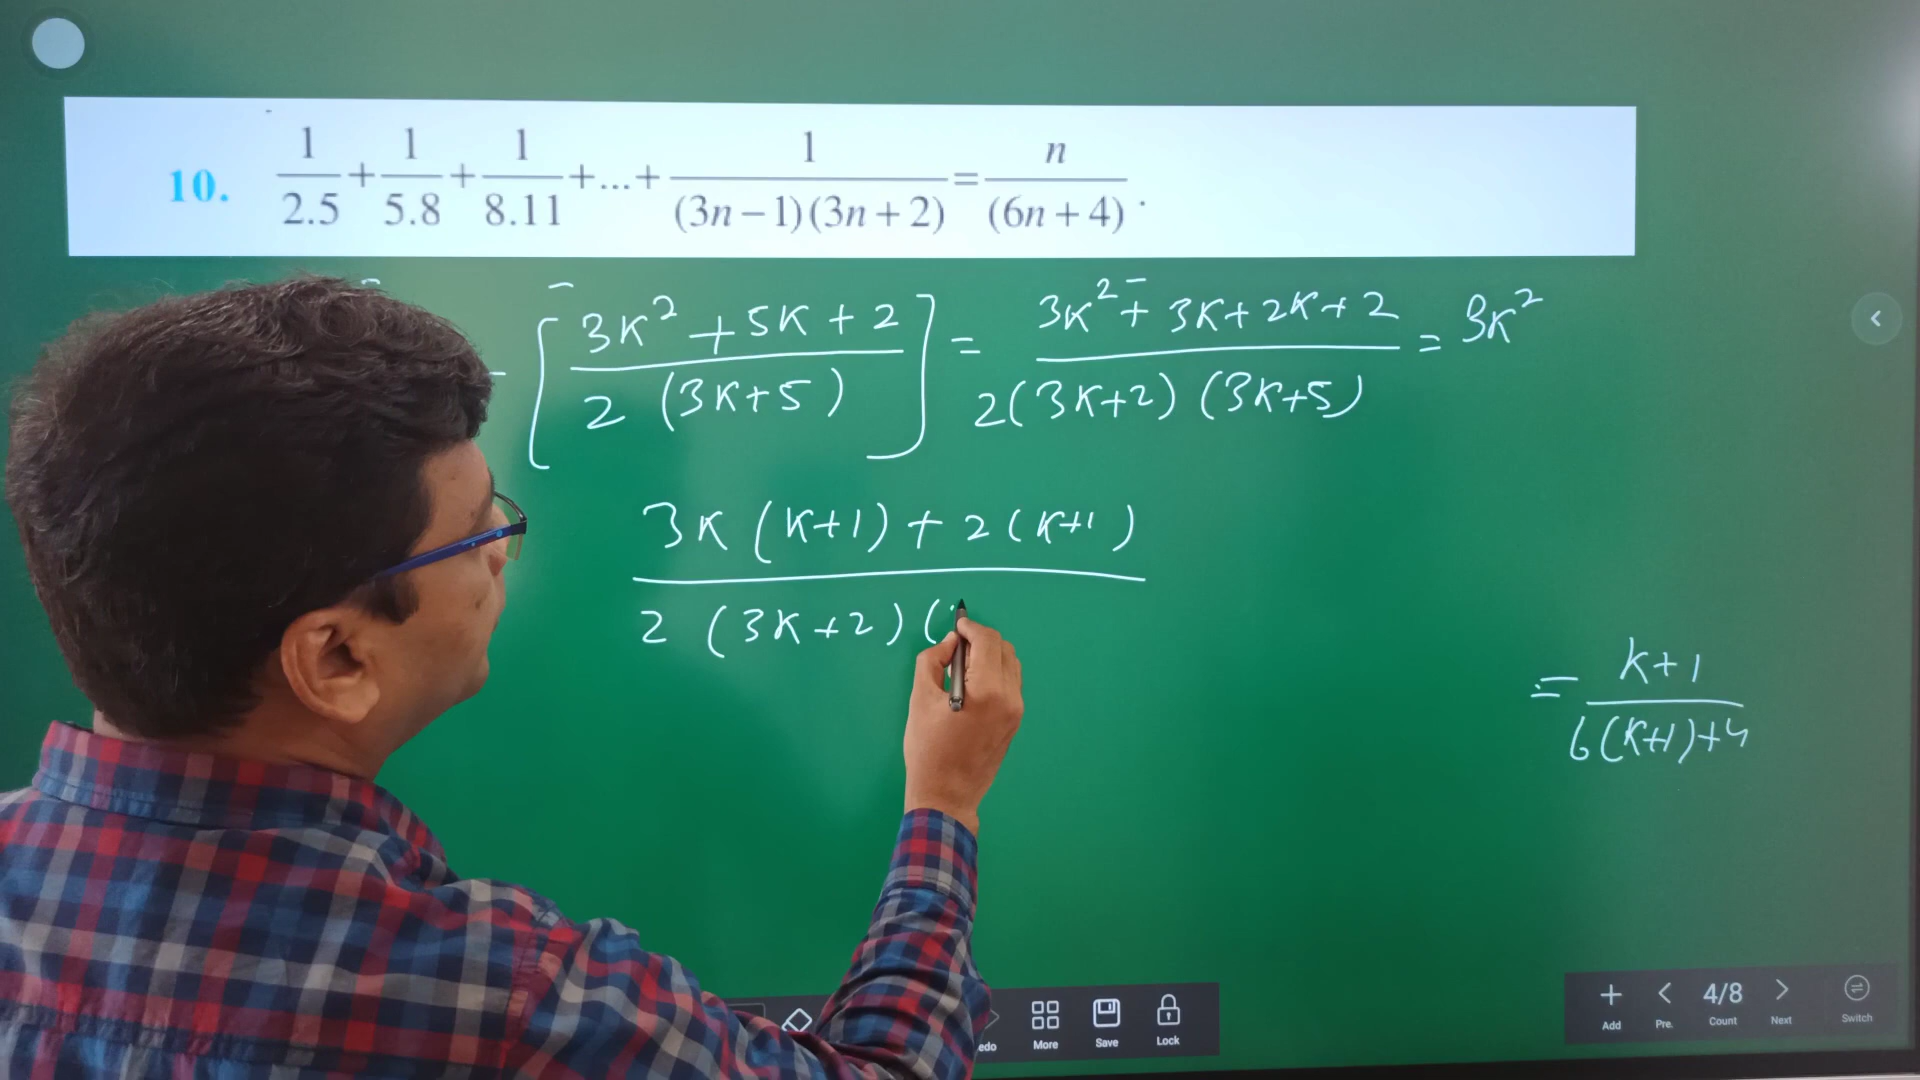 10. 1/2.5 + 1/5.8 + 1/8.11 +...+ 1/(3n−1)(3n+2) = n/(6n+4).
[3K² + 5K + 2 / 2 (3K+5)] = 3K² + 3K + 2K + 2 / 2(3K+2) (3K+5) = 3K²
3K (K+1) + 2 (K+1) / 2 (3K+2) (
= K+1 / 6(K+1)+4
More
Save
Lock
Add
Pre.
4/8
Count
Next
Switch